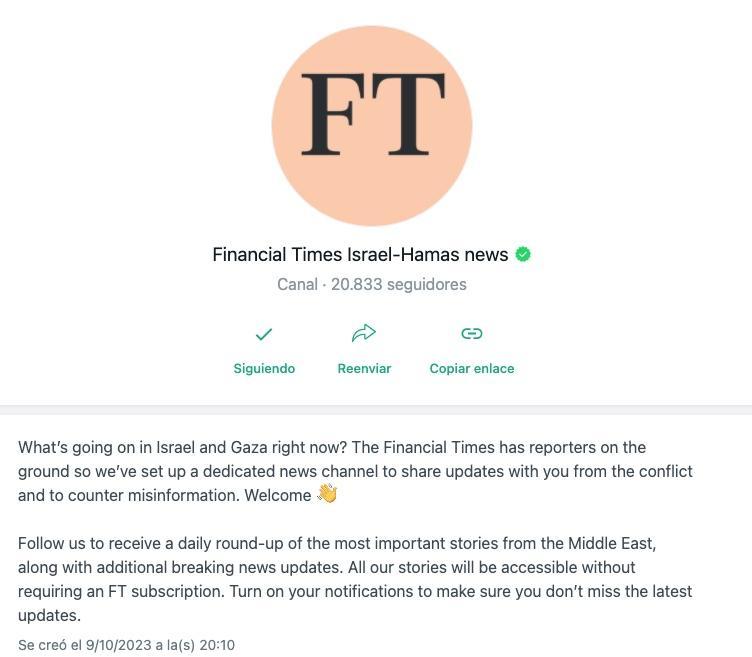 FT
Financial Times Israel-Hamas news
Canal · 20.833 seguidores
Siguiendo
Reenviar
Copiar enlace
What’s going on in Israel and Gaza right now? The Financial Times has reporters on the
ground so we’ve set up a dedicated news channel to share updates with you from the conflict
and to counter misinformation. Welcome 👋
Follow us to receive a daily round-up of the most important stories from the Middle East,
along with additional breaking news updates. All our stories will be accessible without
requiring an FT subscription. Turn on your notifications to make sure you don’t miss the latest
updates.
Se creó el 9/10/2023 a la(s) 20:10